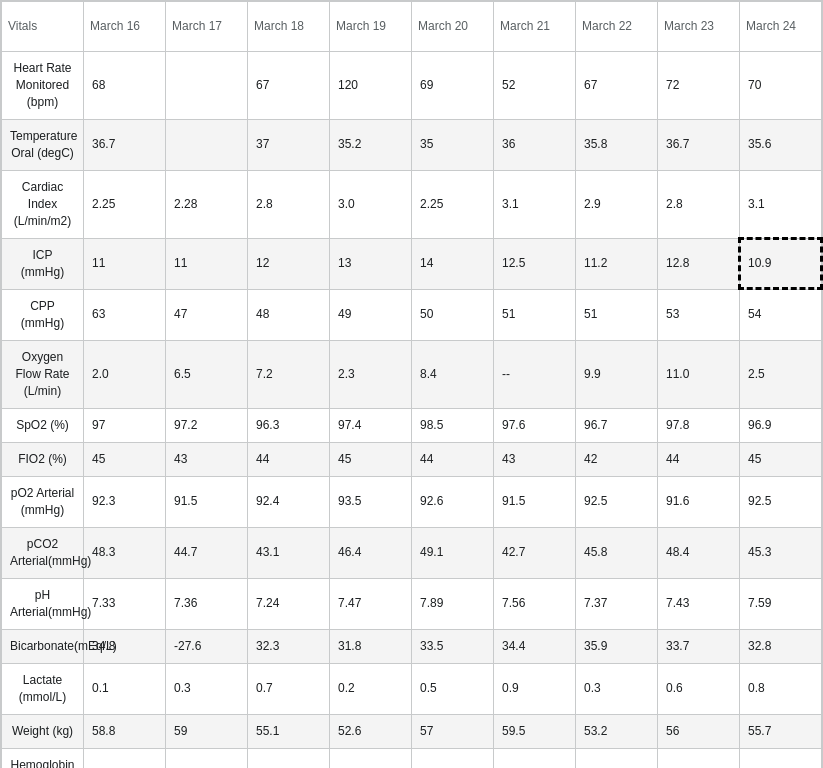 Vitals March 16 March 17 March 18 March 19 March 20 March 21 March 22 March 23 March 24
Heart Rate
Monitored
(bpm)
68 67 120 69 52 67 72 70
Temperature
Oral (degC)
36.7 37 35.2 35 36 35.8 36.7 35.6
Cardiac
Index
(L/min/m2)
2.25 2.28 2.8 3.0 2.25 3.1 2.9 2.8 3.1
ICP
(mmHg)
11 11 12 13 14 12.5 11.2 12.8 10.9
CPP
(mmHg)
63 47 48 49 50 51 51 53 54
Oxygen
Flow Rate
(L/min)
2.0 6.5 7.2 2.3 8.4 -- 9.9 11.0 2.5
SpO2 (%) 97 97.2 96.3 97.4 98.5 97.6 96.7 97.8 96.9
FIO2 (%) 45 43 44 45 44 43 42 44 45
pO2 Arterial
(mmHg)
92.3 91.5 92.4 93.5 92.6 91.5 92.5 91.6 92.5
pCO2
Arterial(mmHg)
48.3 44.7 43.1 46.4 49.1 42.7 45.8 48.4 45.3
pH
Arterial(mmHg)
7.33 7.36 7.24 7.47 7.89 7.56 7.37 7.43 7.59
Bicarbonate(mEq/L) -27.6 32.3 31.8 33.5 34.4 35.9 33.7 32.8
Lactate
(mmol/L)
0.1 0.3 0.7 0.2 0.5 0.9 0.3 0.6 0.8
Weight (kg) 58.8 59 55.1 52.6 57 59.5 53.2 56 55.7
Hemoglobin